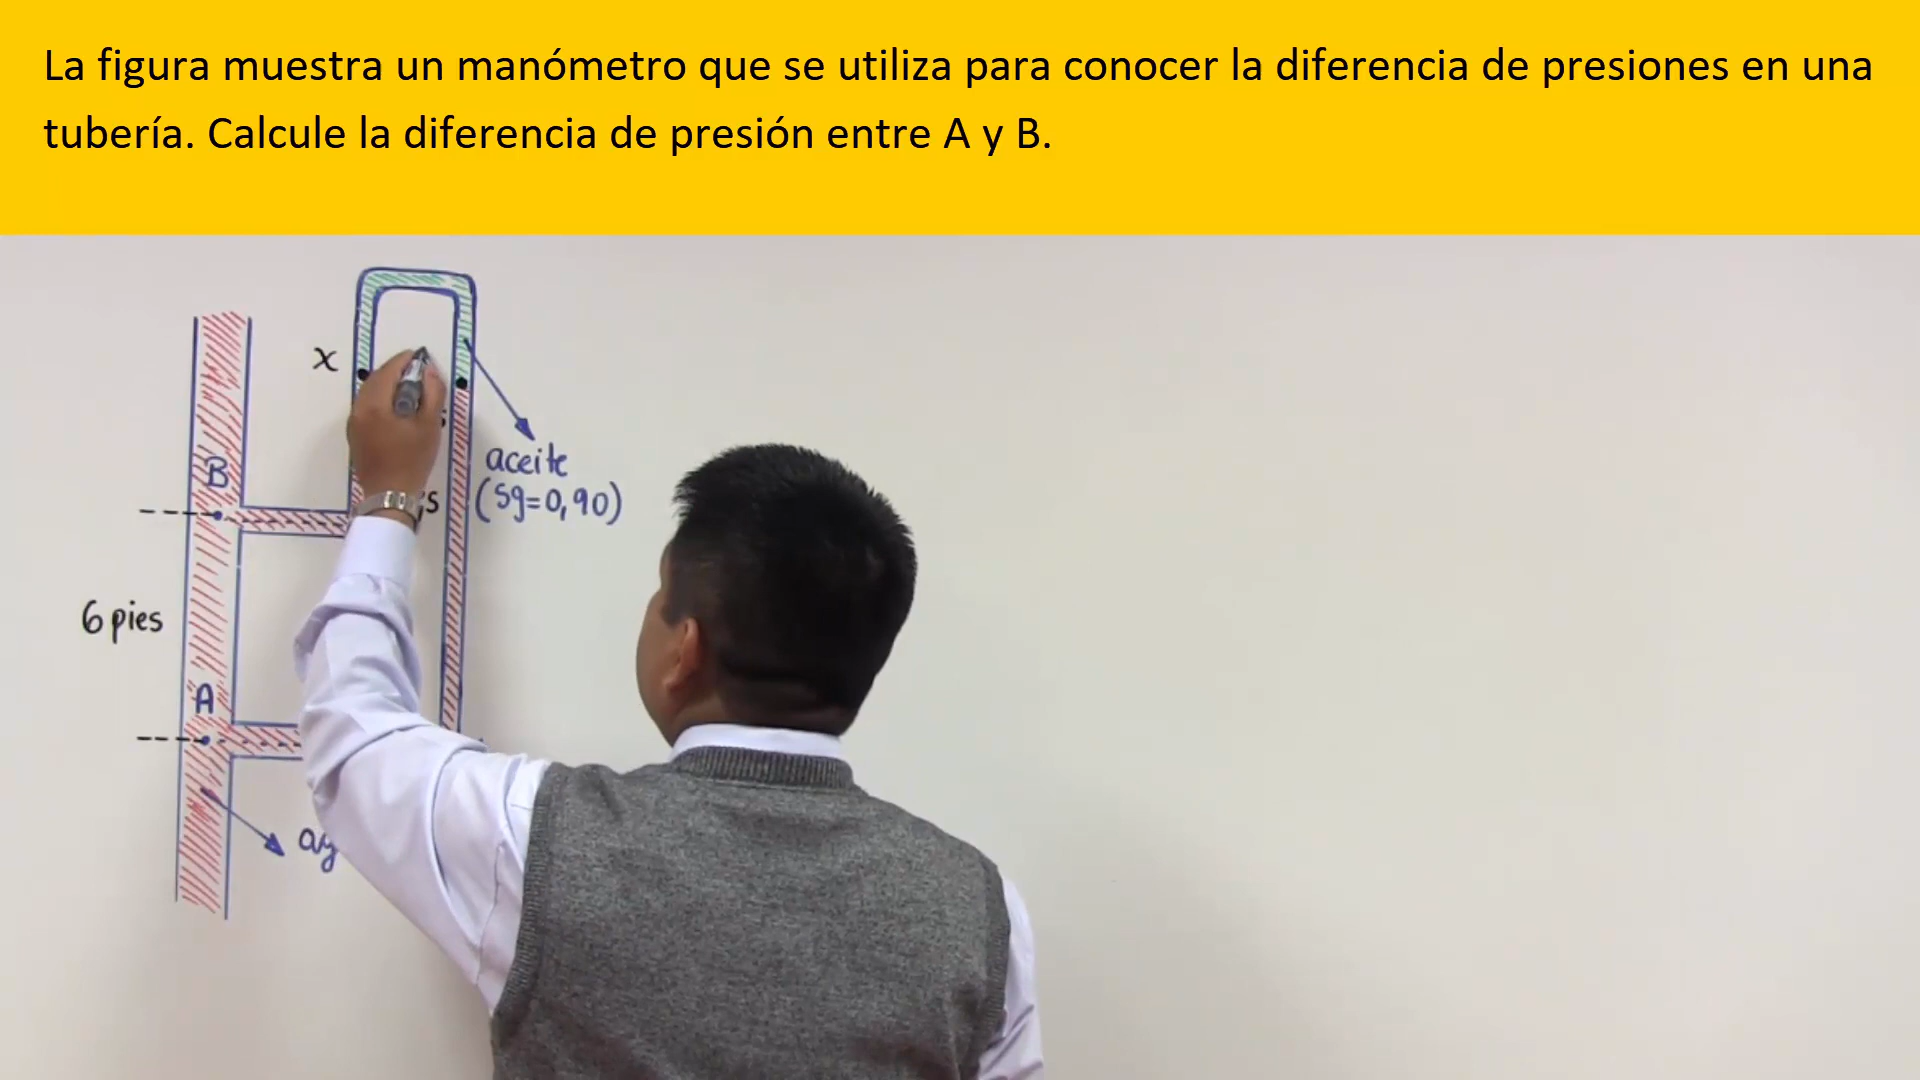 La figura muestra un manómetro que se utiliza para conocer la diferencia de presiones en una
tubería. Calcule la diferencia de presión entre A y B.
x
B
aceite
(Sg=0,90)
6 pies
A